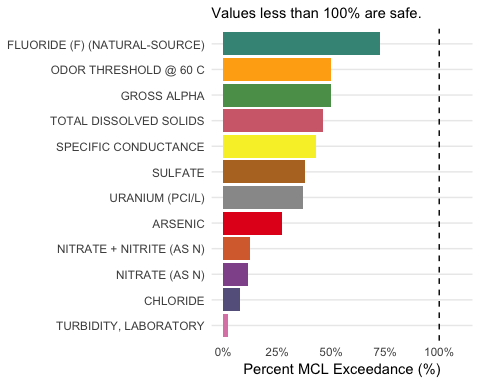 Values less than 100% are safe.
FLUORIDE (F) (NATURAL-SOURCE)
ODOR THRESHOLD @ 60 C
GROSS ALPHA
TOTAL DISSOLVED SOLIDS
SPECIFIC CONDUCTANCE
SULFATE
URANIUM (PCI/L)
ARSENIC
NITRATE + NITRITE (AS N)
NITRATE (AS N)
CHLORIDE
TURBIDITY, LABORATORY
0% 25% 50% 75% 100%
Percent MCL Exceedance (%)